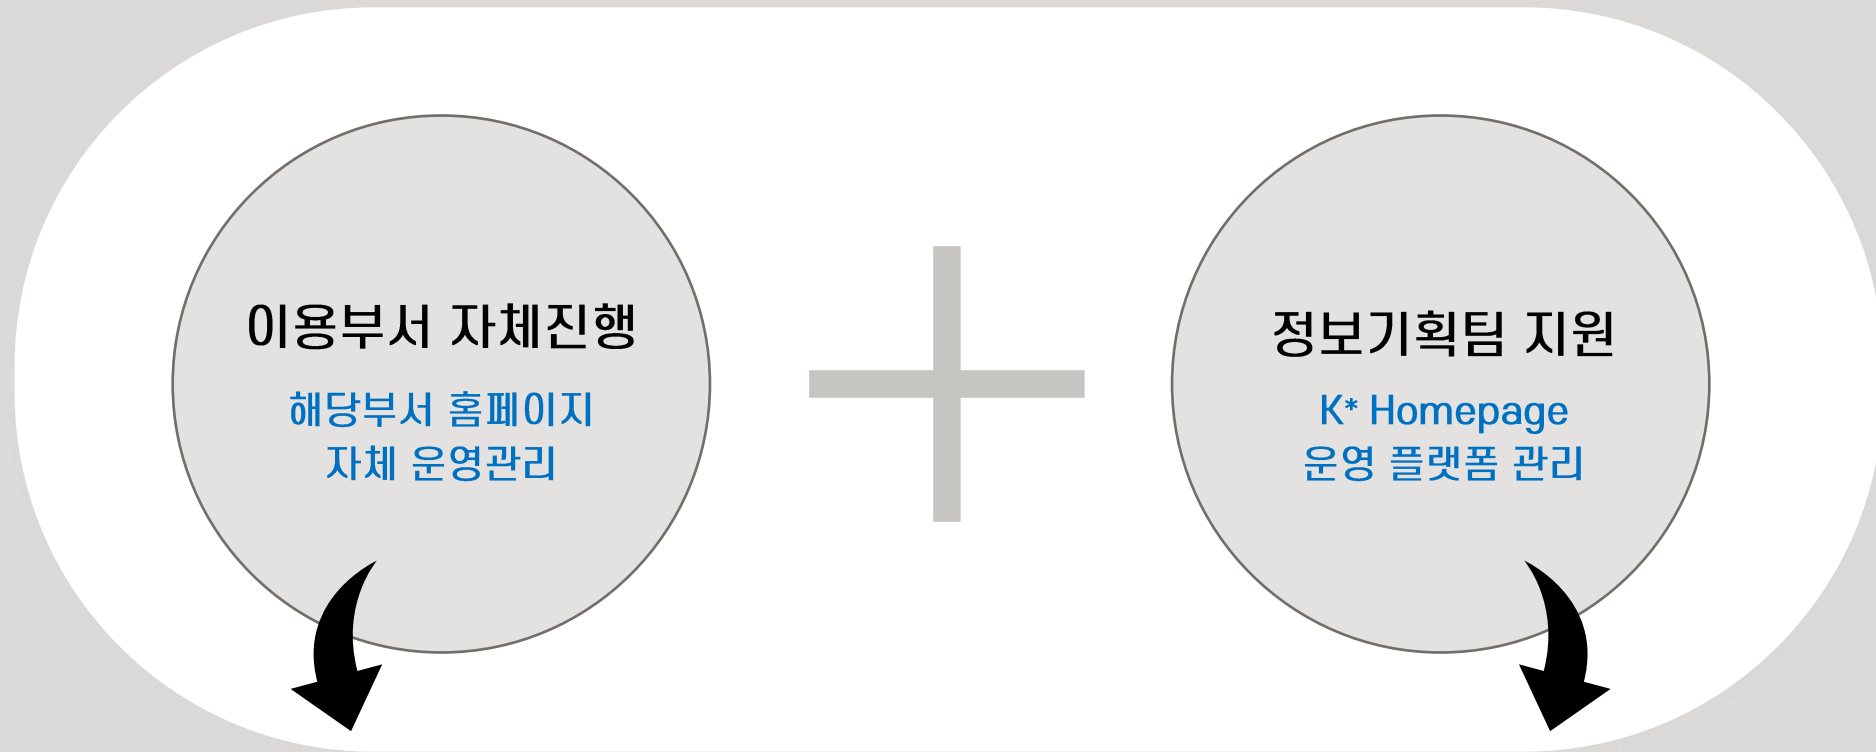 이용부서 자체진행
해당부서 홈페이지
자체 운영관리
정보기획팀 지원
K* Homepage
운영 플랫폼 관리